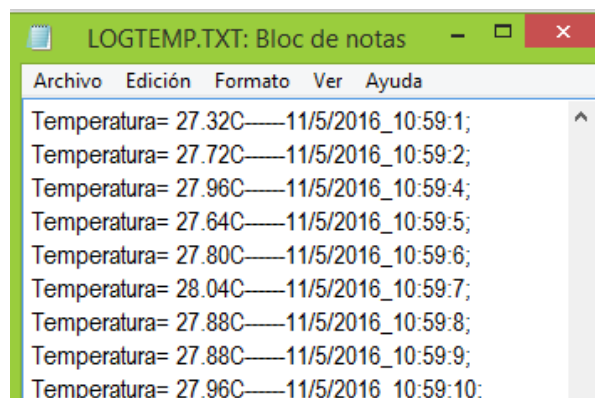 LOGTEMP.TXT: Bloc de notas
Archivo Edición Formato Ver Ayuda
Temperatura= 27.32C------11/5/2016_10:59:1;
Temperatura= 27.72C------11/5/2016_10:59:2;
Temperatura= 27.96C------11/5/2016_10:59:4;
Temperatura= 27.64C------11/5/2016_10:59:5;
Temperatura= 27.80C------11/5/2016_10:59:6;
Temperatura= 28.04C------11/5/2016_10:59:7;
Temperatura= 27.88C------11/5/2016_10:59:8;
Temperatura= 27.88C------11/5/2016_10:59:9;
Temperatura= 27.96C------11/5/2016_10:59:10;